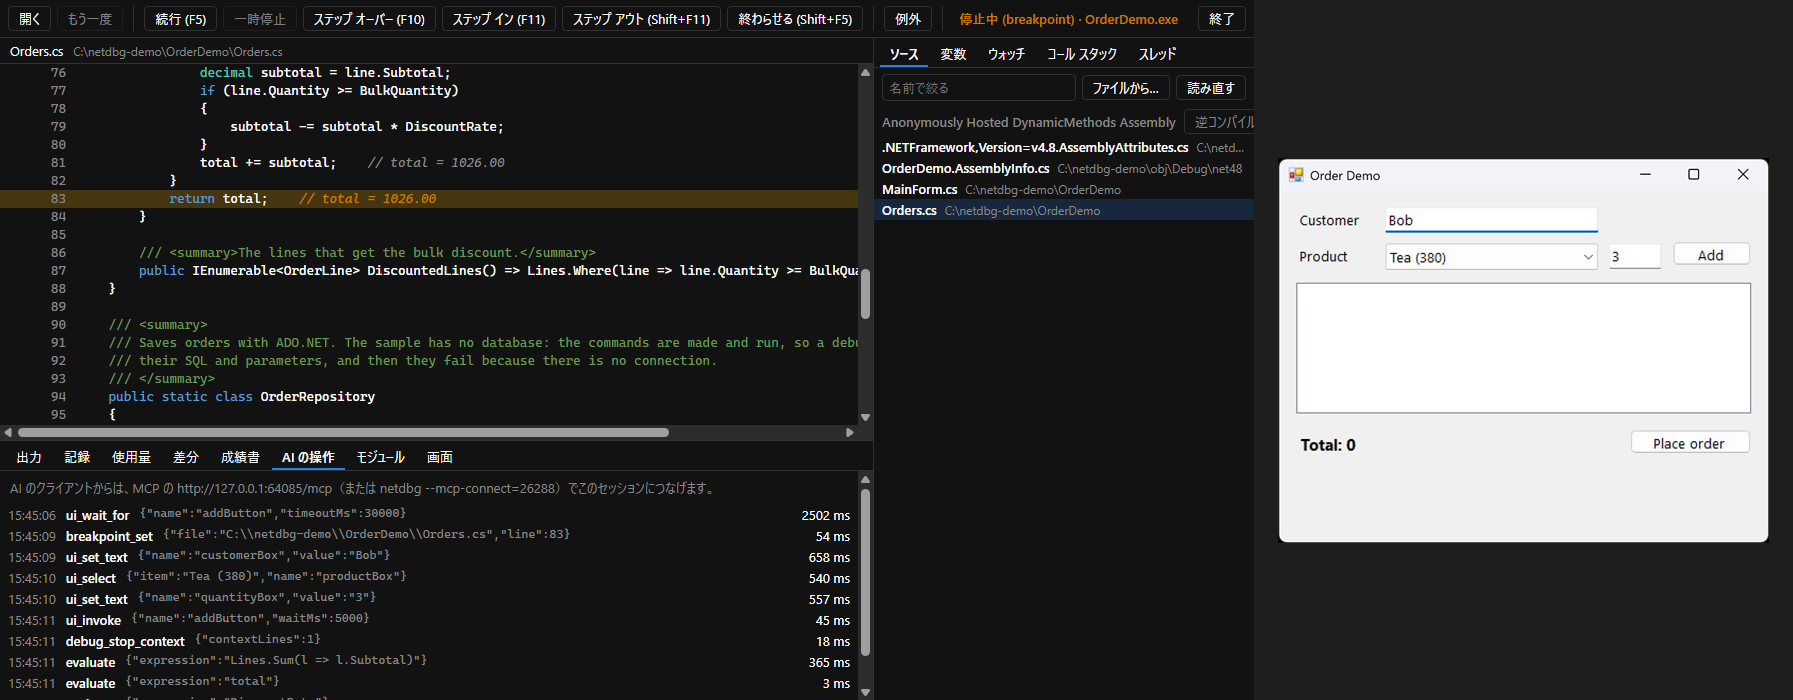 開く もう一度 続行 (F5) 一時停止 ステップ オーバー (F10) ステップ イン (F11) ステップ アウト (Shift+F11) 終わらせる (Shift+F5) 例外 停止中 (breakpoint) · OrderDemo.exe 終了
Orders.cs C:\netdbg-demo\OrderDemo\Orders.cs
76 decimal subtotal = line.Subtotal;
77 if (line.Quantity >= BulkQuantity)
78 {
79 subtotal -= subtotal * DiscountRate;
80 }
81 total += subtotal; // total = 1026.00
82 }
83 return total; // total = 1026.00
84 }
85
86 /// <summary>The lines that get the bulk discount.</summary>
87 public IEnumerable<OrderLine> DiscountedLines() => Lines.Where(line => line.Quantity >= BulkQua
88 }
89
90 /// <summary>
91 /// Saves orders with ADO.NET. The sample has no database: the commands are made and run, so a debu
92 /// their SQL and parameters, and then they fail because there is no connection.
93 /// </summary>
94 public static class OrderRepository
95 {
出力 記録 使用量 差分 成績書 AI の操作 モジュール 画面
AI のクライアントからは、MCP の http://127.0.0.1:64085/mcp（または netdbg --mcp-connect=26288）でこのセッションにつなげます。
15:45:06 ui_wait_for {"name":"addButton","timeoutMs":30000} 2502 ms
15:45:09 breakpoint_set {"file":"C:\\netdbg-demo\\OrderDemo\\Orders.cs","line":83} 54 ms
15:45:09 ui_set_text {"name":"customerBox","value":"Bob"} 658 ms
15:45:10 ui_select {"item":"Tea (380)","name":"productBox"} 540 ms
15:45:10 ui_set_text {"name":"quantityBox","value":"3"} 557 ms
15:45:11 ui_invoke {"name":"addButton","waitMs":5000} 45 ms
15:45:11 debug_stop_context {"contextLines":1} 18 ms
15:45:11 evaluate {"expression":"Lines.Sum(l => l.Subtotal)"} 365 ms
15:45:11 evaluate {"expression":"total"} 3 ms
ソース 変数 ウォッチ コール スタック スレッド
名前で絞る ファイルから... 読み直す
Anonymously Hosted DynamicMethods Assembly 逆コンパイル
.NETFramework,Version=v4.8.AssemblyAttributes.cs C:\netd...
OrderDemo.AssemblyInfo.cs C:\netdbg-demo\obj\Debug\net48
MainForm.cs C:\netdbg-demo\OrderDemo
Orders.cs C:\netdbg-demo\OrderDemo
Order Demo
Customer Bob
Product Tea (380) 3 Add
Total: 0 Place order